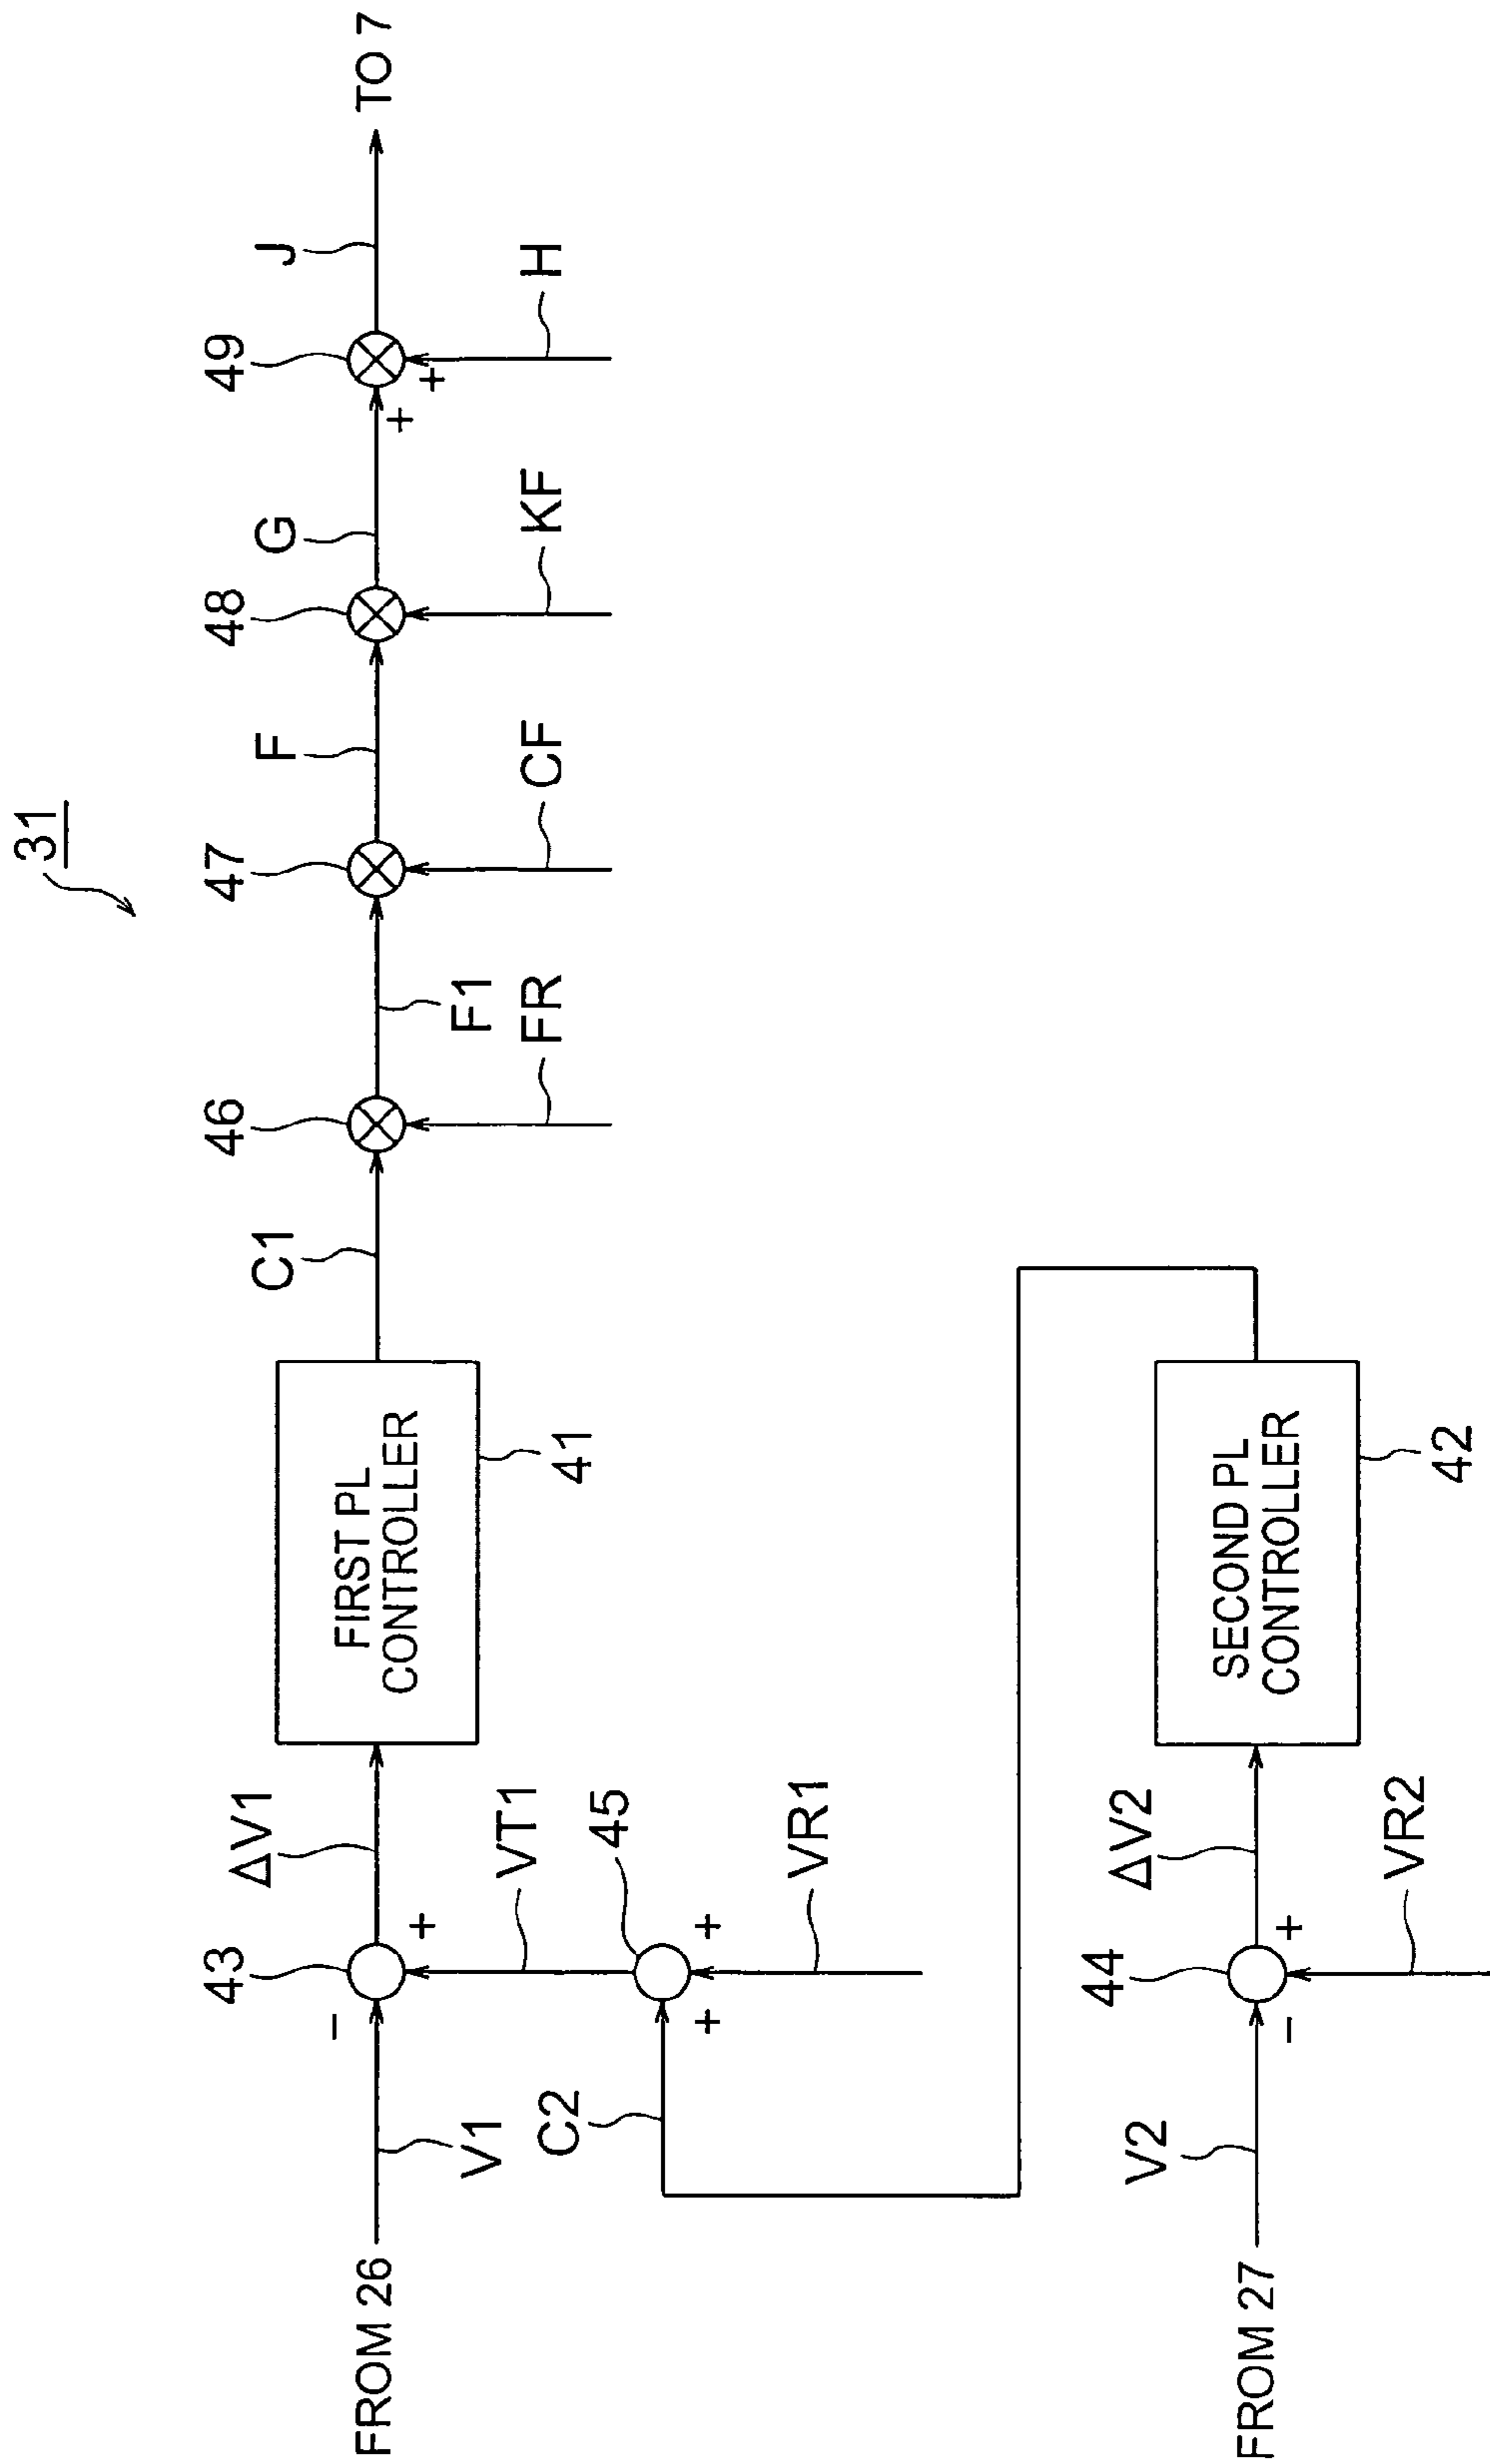 31
43
ΔV1
C1
46
47
F
48
G
49
J
FROM 26
V1
−
+
FIRST PL
CONTROLLER
41
F1
FR
CF
KF
+
+
H
TO 7
VT1
45
C2
+
+
VR1
44
ΔV2
FROM 27
V2
−
+
VR2
SECOND PL
CONTROLLER
42